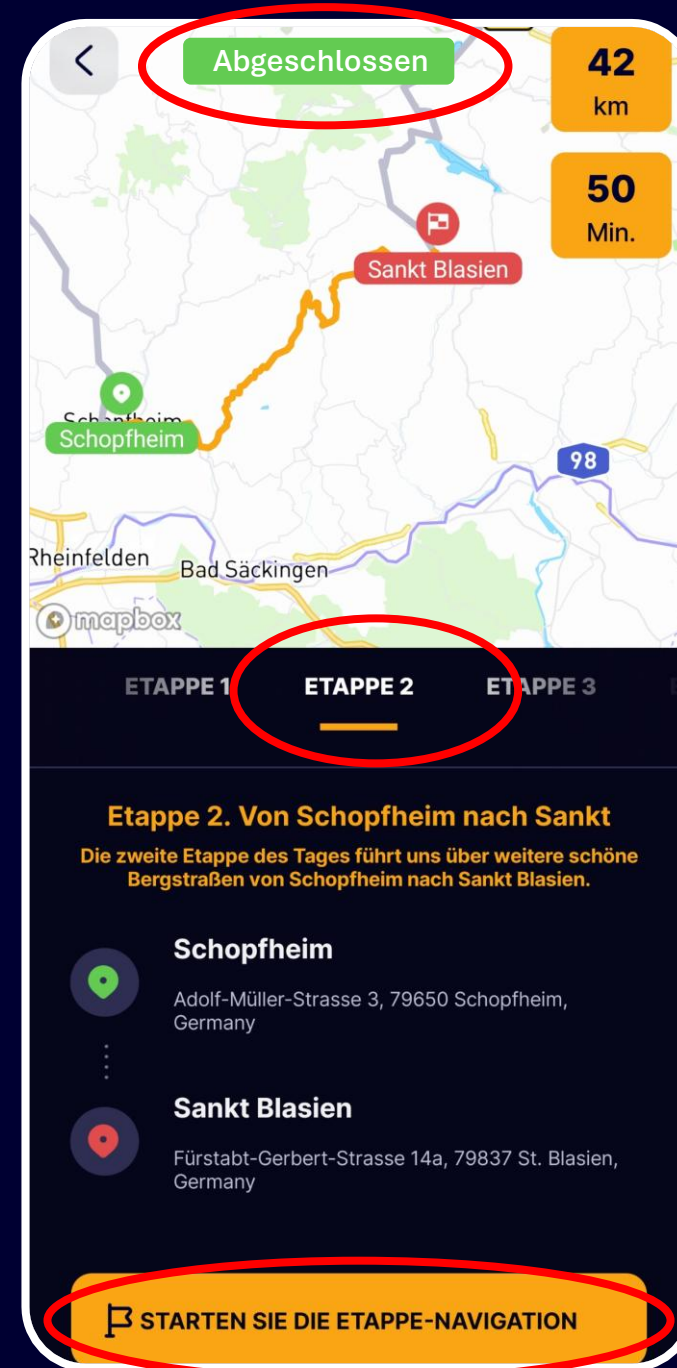 Abgeschlossen
42
km
50
Min.
Sankt Blasien
Schopfheim
Schopfheim
98
Rheinfelden
Bad Säckingen
mapbox
ETAPPE 1
ETAPPE 2
ETAPPE 3
Etappe 2. Von Schopfheim nach Sankt
Die zweite Etappe des Tages führt uns über weitere schöne
Bergstraßen von Schopfheim nach Sankt Blasien.
Schopfheim
Adolf-Müller-Strasse 3, 79650 Schopfheim,
Germany
Sankt Blasien
Fürstabt-Gerbert-Strasse 14a, 79837 St. Blasien,
Germany
STARTEN SIE DIE ETAPPE-NAVIGATION